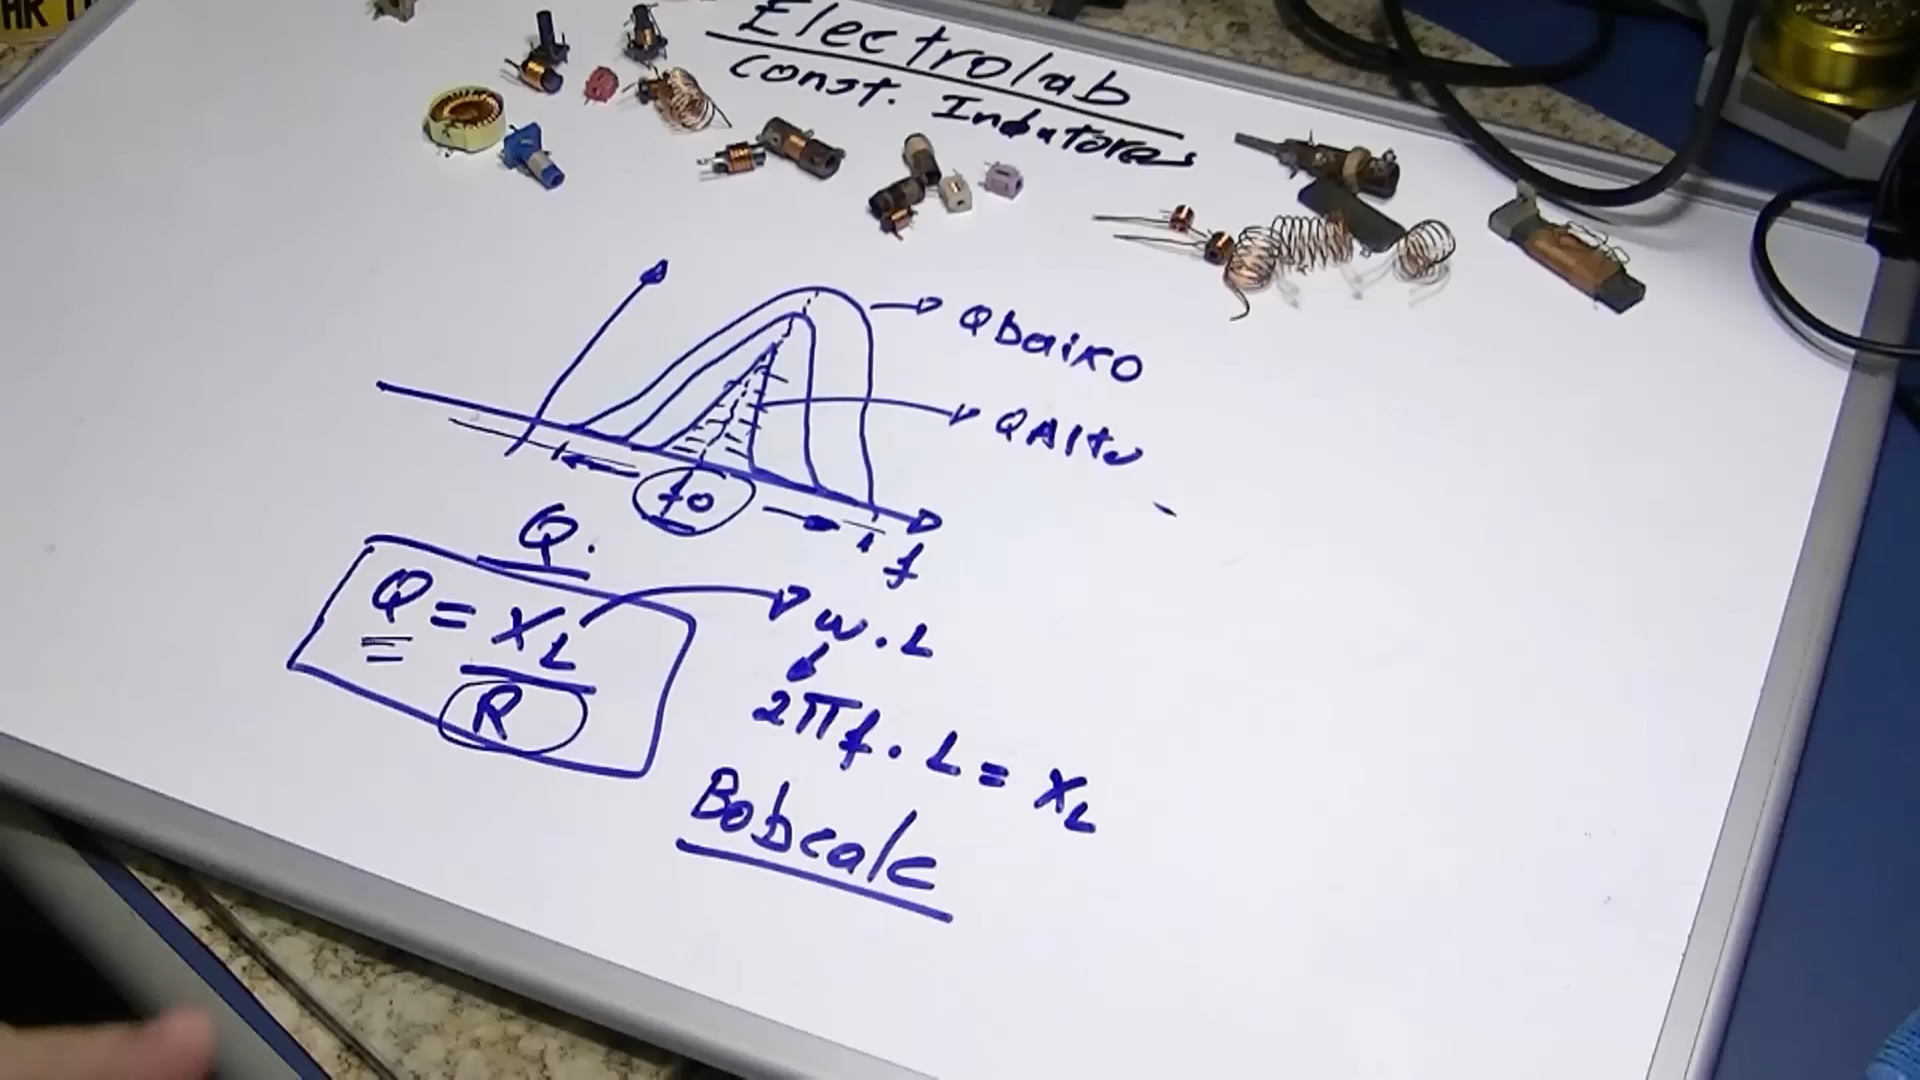 Electrolab
Const. Indutores
Qbaixo
QAlto
fo
f
Q.
Q = XL
R
w.L
2πf.L = XL
Bobcalc